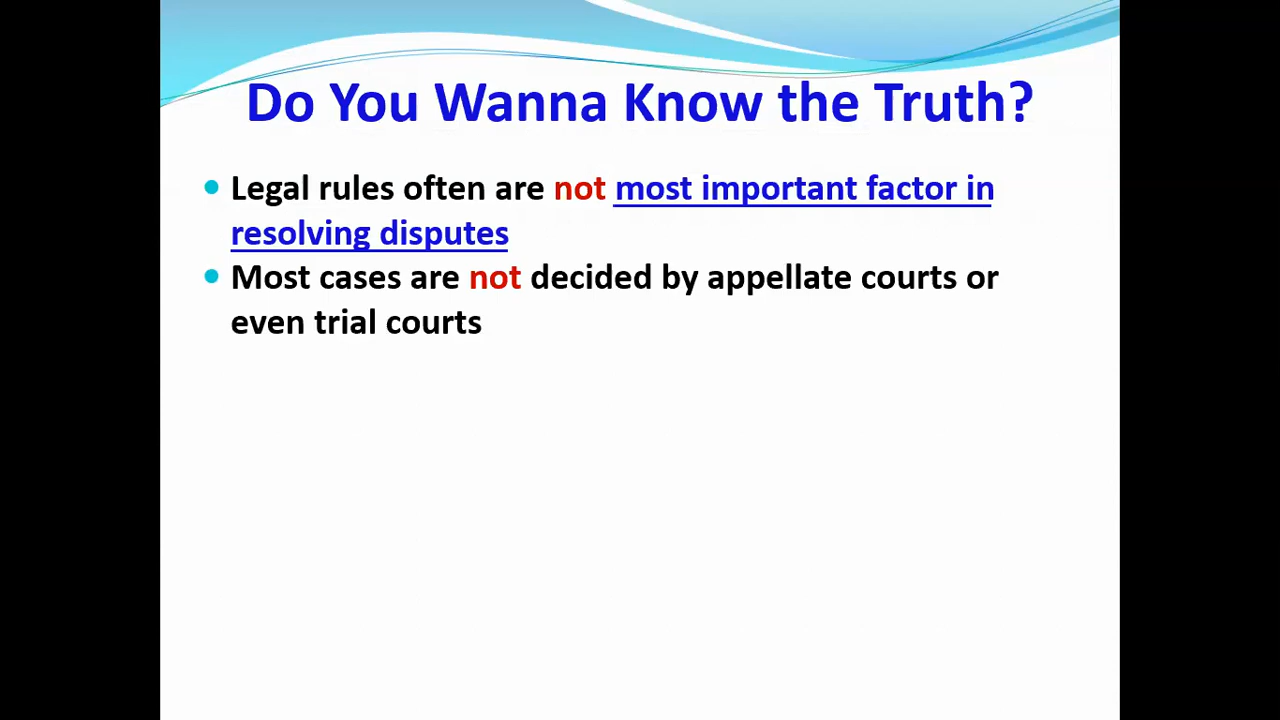 Do You Wanna Know the Truth?
• Legal rules often are not most important factor in
resolving disputes
• Most cases are not decided by appellate courts or
even trial courts